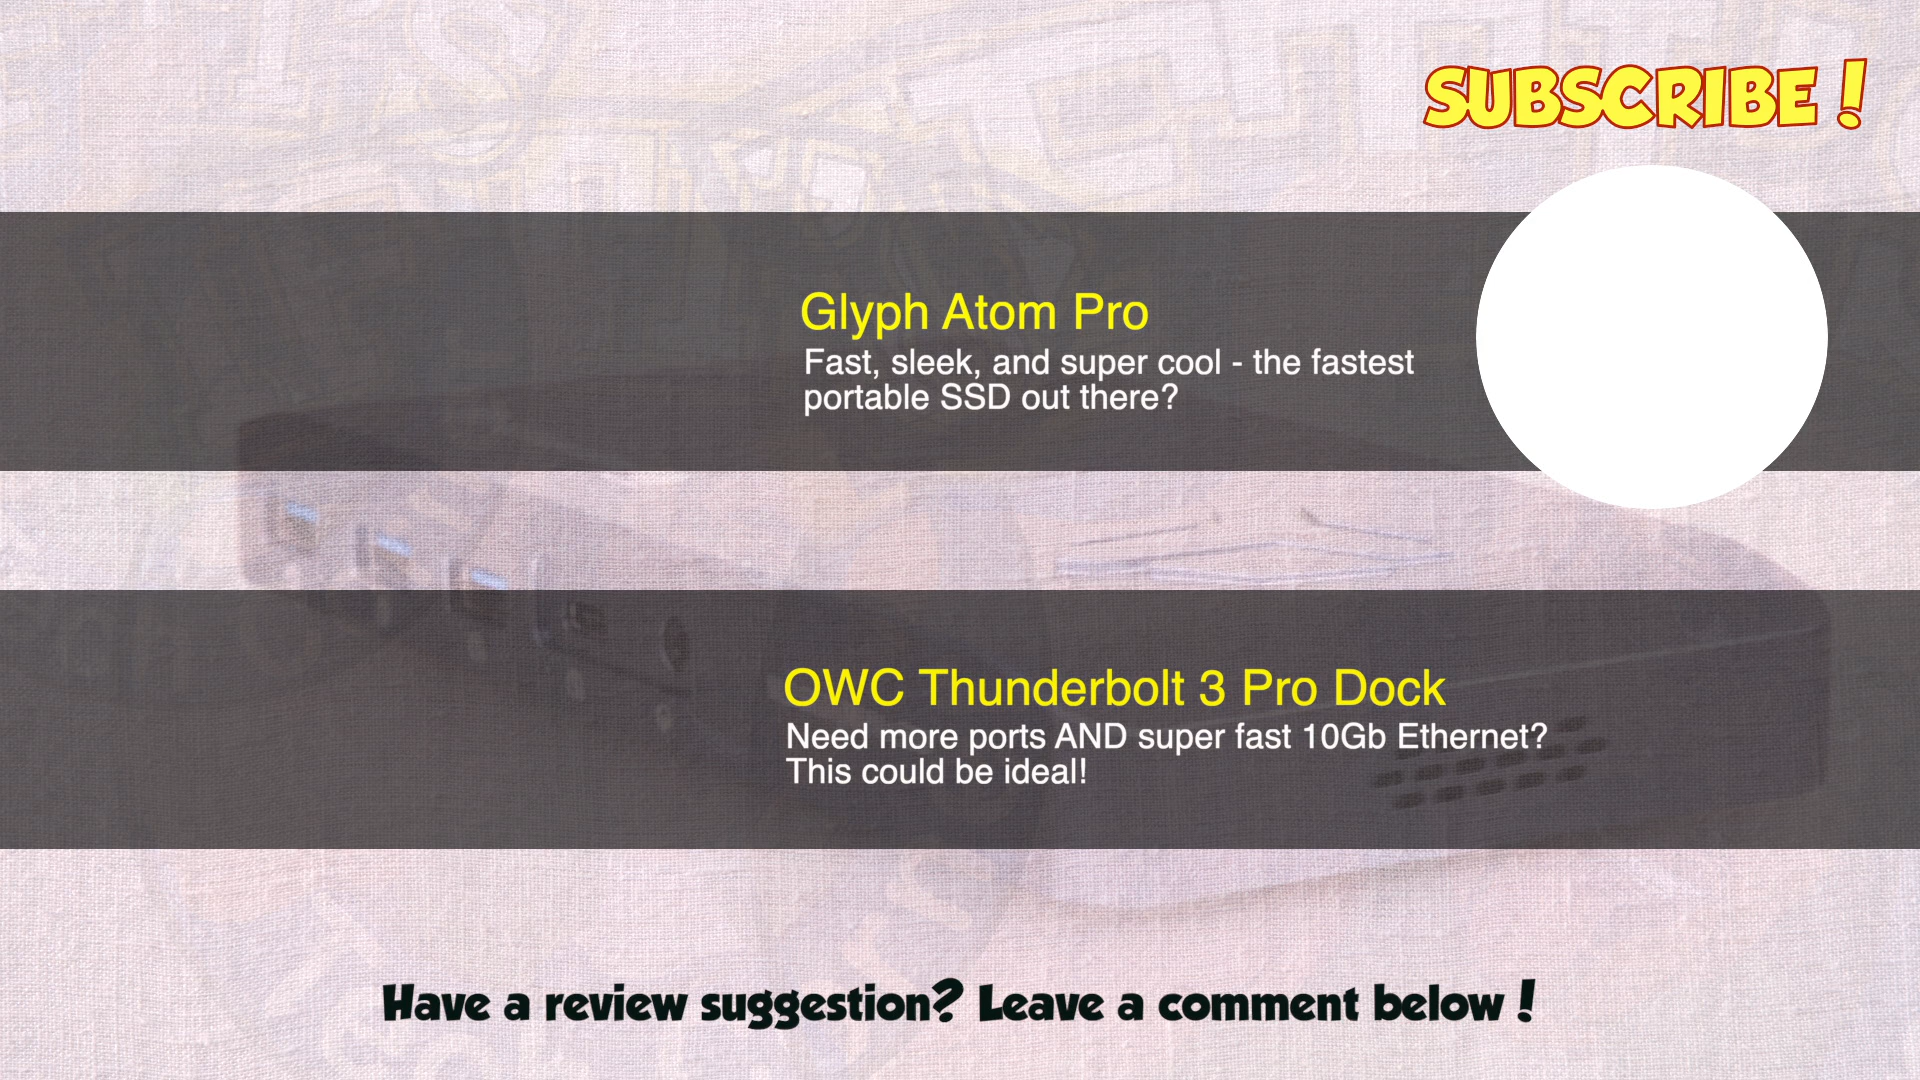 SUBSCRIBE!
Glyph Atom Pro
Fast, sleek, and super cool - the fastest
portable SSD out there?
OWC Thunderbolt 3 Pro Dock
Need more ports AND super fast 10Gb Ethernet?
This could be ideal!
Have a review suggestion? Leave a comment below!